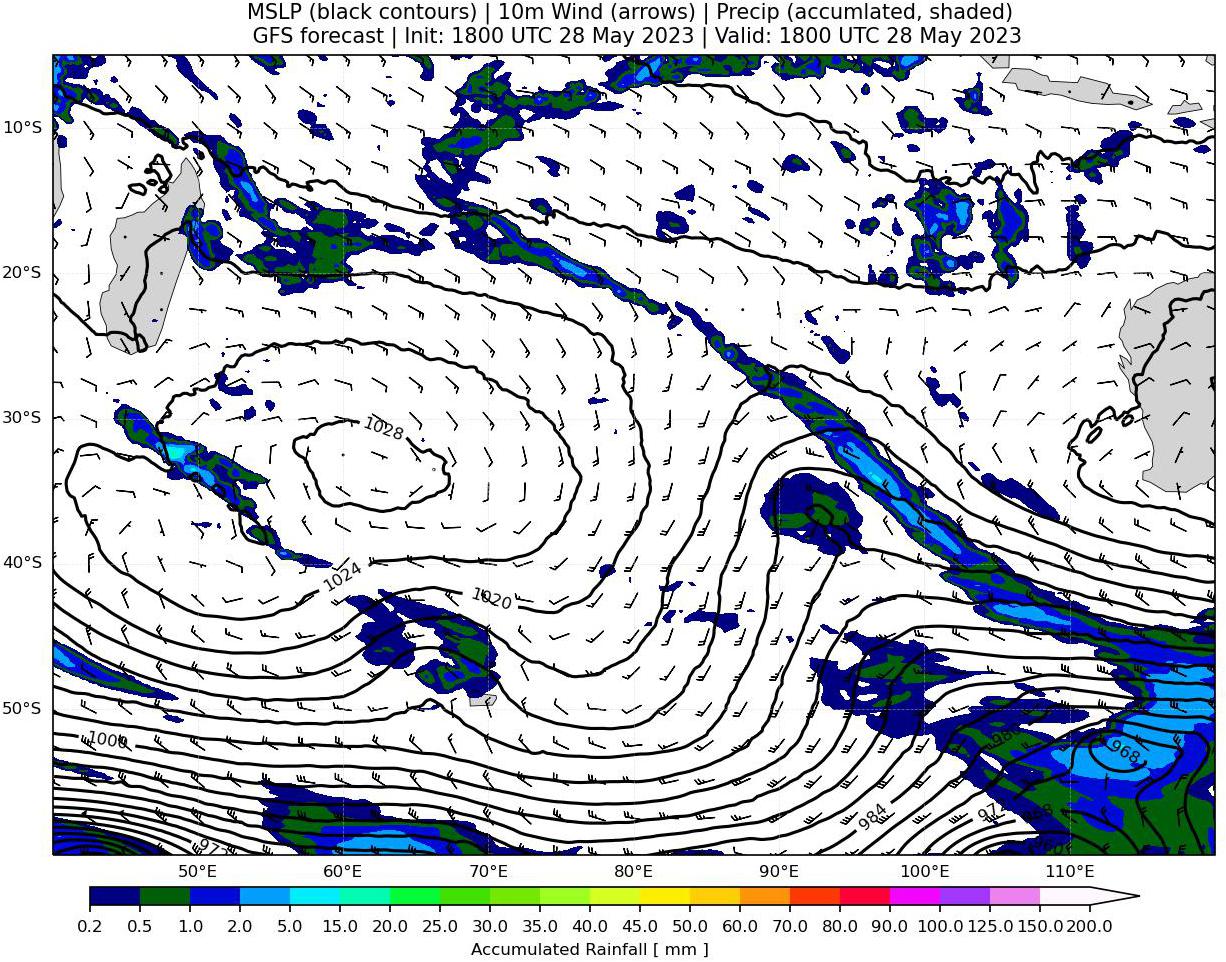 MSLP (black contours) | 10m Wind (arrows) | Precip (accumlated, shaded)
GFS forecast | Init: 1800 UTC 28 May 2023 | Valid: 1800 UTC 28 May 2023
10°S
20°S
30°S
40°S
50°S
1028
1024
1020
1000
968
984
50°E 60°E 70°E 80°E 90°E 100°E 110°E
0.2 0.5 1.0 2.0 5.0 10.0 15.0 20.0 25.0 30.0 35.0 40.0 45.0 50.0 60.0 70.0 80.0 90.0 100.0 125.0 150.0 200.0
Accumulated Rainfall [ mm ]